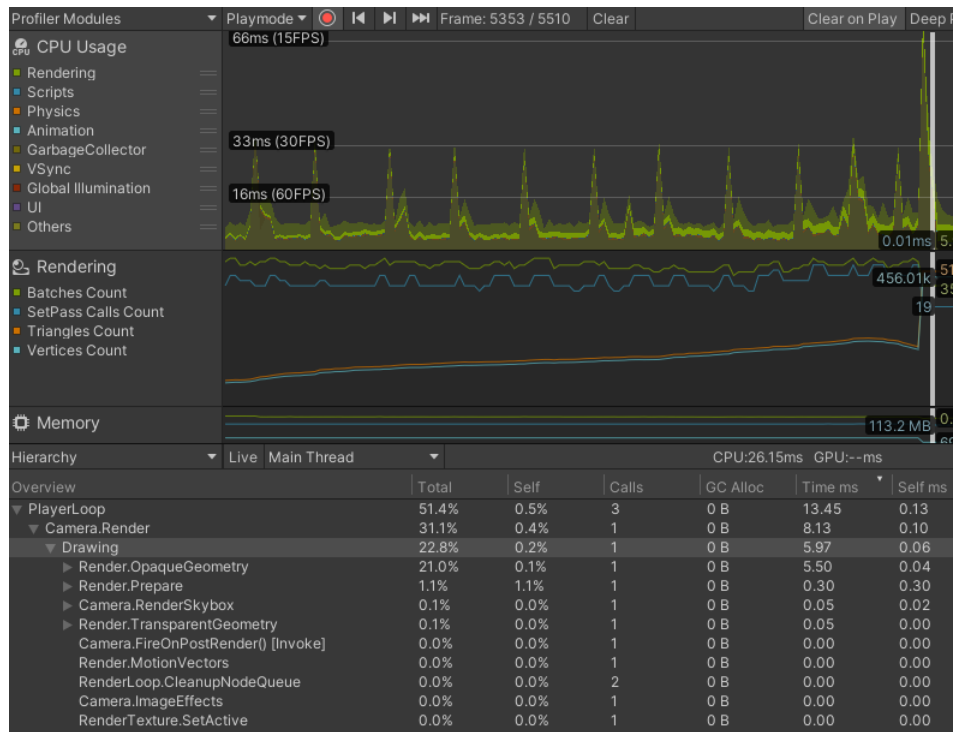 Profiler Modules Playmode Frame: 5353 / 5510 Clear Clear on Play Deep
CPU Usage
Rendering
Scripts
Physics
Animation
GarbageCollector
VSync
Global Illumination
UI
Others
66ms (15FPS)
33ms (30FPS)
16ms (60FPS)
0.01ms 5.
Rendering
Batches Count
SetPass Calls Count
Triangles Count
Vertices Count
456.01k 51
35
19
Memory
113.2 MB 0.
69
Hierarchy Live Main Thread CPU:26.15ms GPU:--ms
Overview Total Self Calls GC Alloc Time ms Self ms
PlayerLoop 51.4% 0.5% 3 0 B 13.45 0.13
Camera.Render 31.1% 0.4% 1 0 B 8.13 0.10
Drawing 22.8% 0.2% 1 0 B 5.97 0.06
Render.OpaqueGeometry 21.0% 0.1% 1 0 B 5.50 0.04
Render.Prepare 1.1% 1.1% 1 0 B 0.30 0.30
Camera.RenderSkybox 0.1% 0.0% 1 0 B 0.05 0.02
Render.TransparentGeometry 0.1% 0.0% 1 0 B 0.05 0.00
Camera.FireOnPostRender() [Invoke] 0.0% 0.0% 1 0 B 0.00 0.00
Render.MotionVectors 0.0% 0.0% 1 0 B 0.00 0.00
RenderLoop.CleanupNodeQueue 0.0% 0.0% 2 0 B 0.00 0.00
Camera.ImageEffects 0.0% 0.0% 1 0 B 0.00 0.00
RenderTexture.SetActive 0.0% 0.0% 1 0 B 0.00 0.00